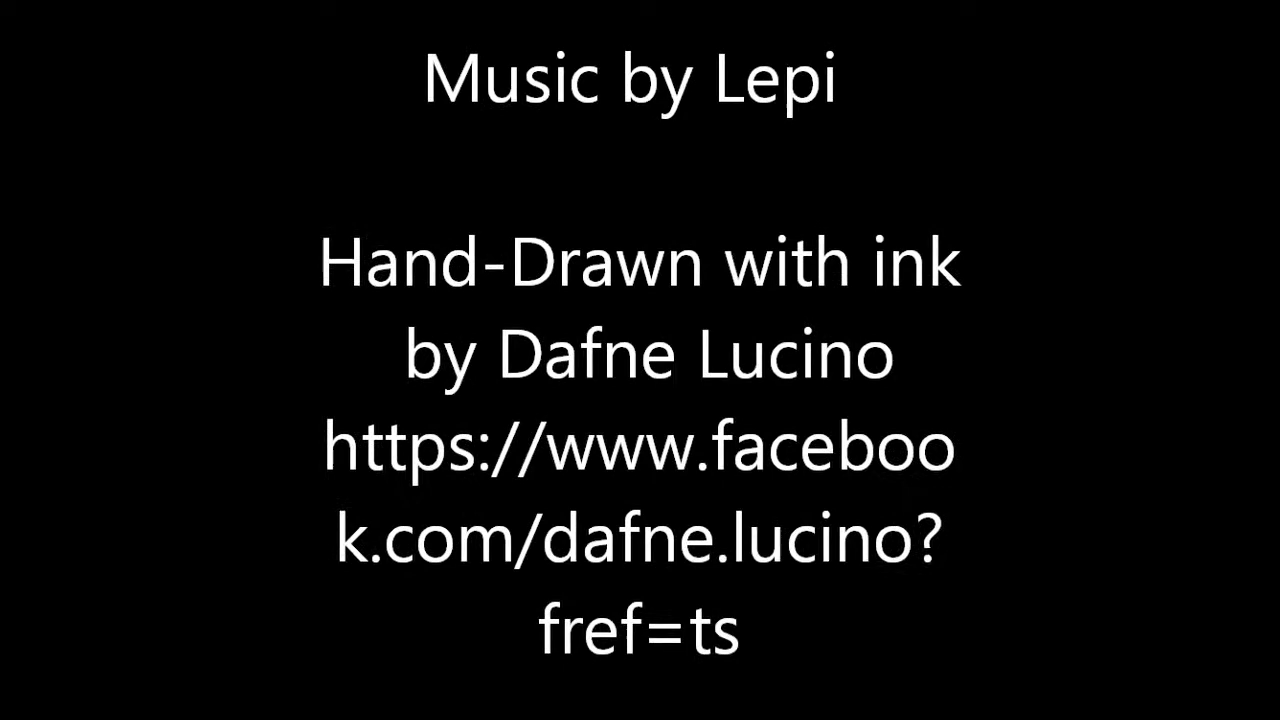 Music by Lepi
Hand-Drawn with ink
by Dafne Lucino
https://www.faceboo
k.com/dafne.lucino?
fref=ts